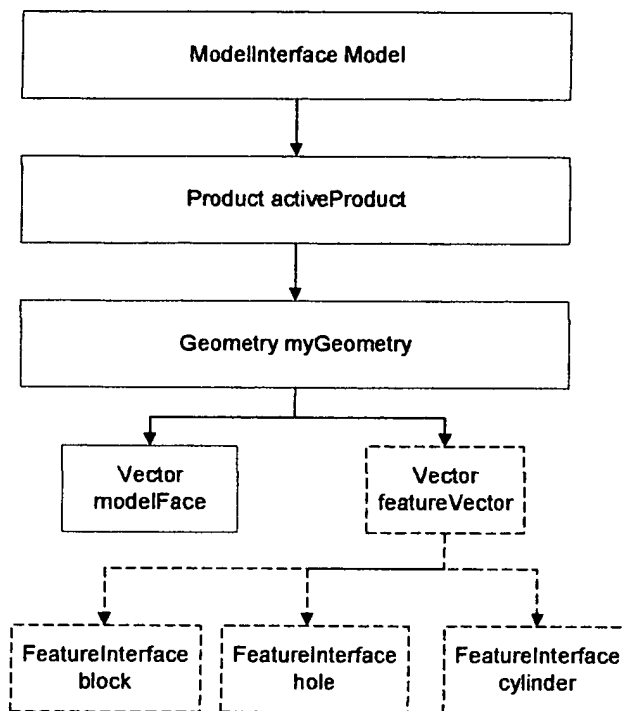 ModelInterface Model
Product activeProduct
Geometry myGeometry
Vector
modelFace
Vector
featureVector
FeatureInterface
block
FeatureInterface
hole
FeatureInterface
cylinder